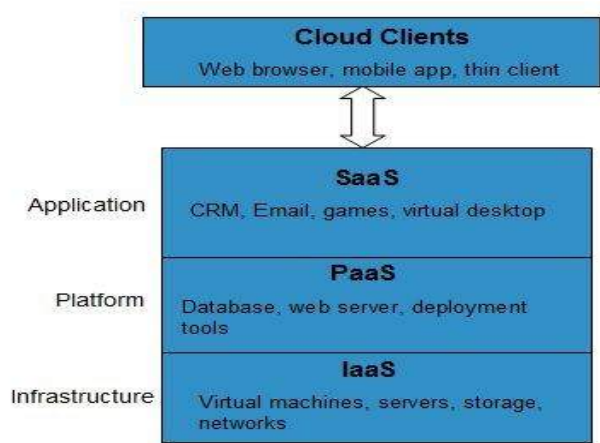 Cloud Clients
Web browser, mobile app, thin client
SaaS
Application
CRM, Email, games, virtual desktop
PaaS
Platform
Database, web server, deployment
tools
IaaS
Infrastructure
Virtual machines, servers, storage,
networks